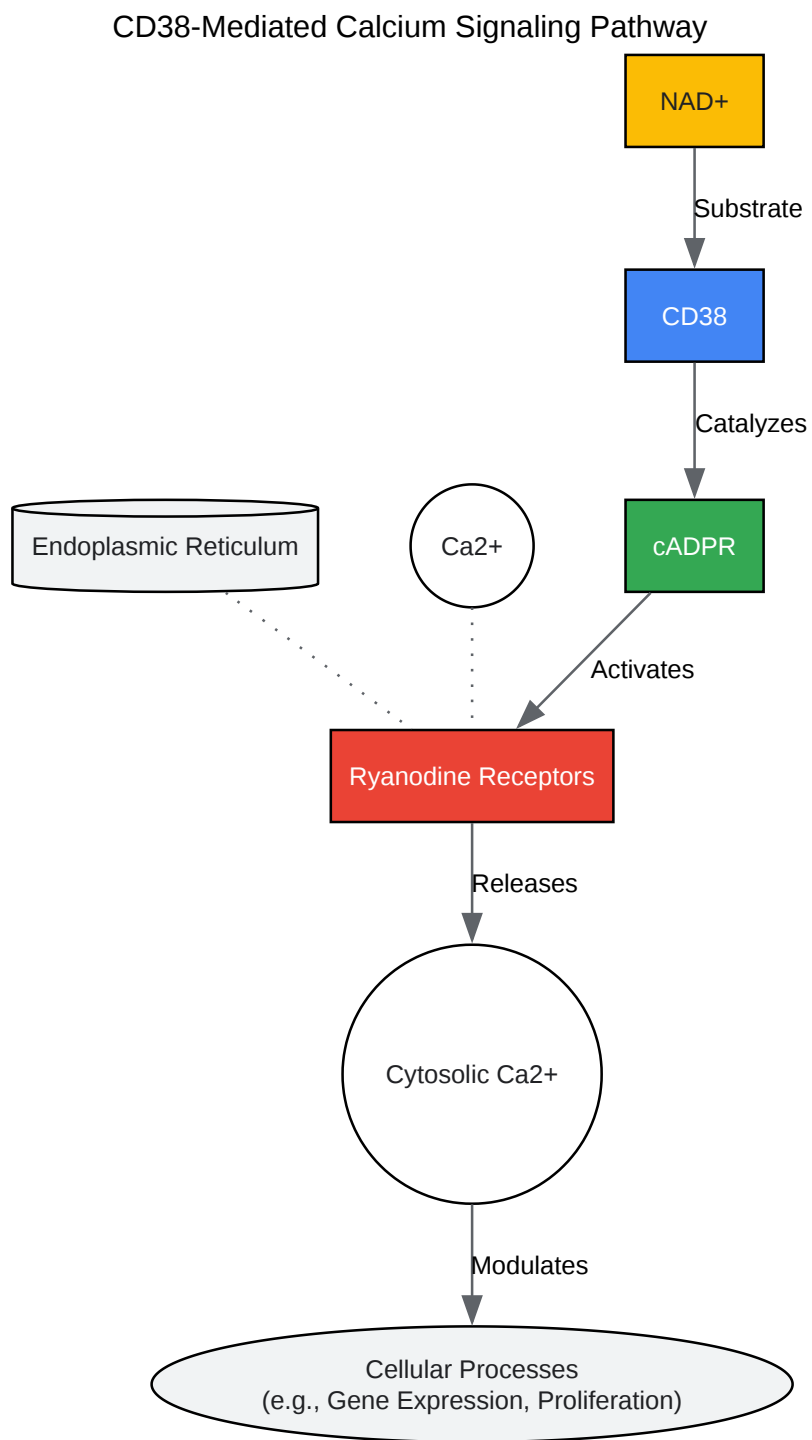 CD38-Mediated Calcium Signaling Pathway
NAD+
Substrate
CD38
Catalyzes
Endoplasmic Reticulum
Ca2+
cADPR
Activates
Ryanodine Receptors
Releases
Cytosolic Ca2+
Modulates
Cellular Processes
(e.g., Gene Expression, Proliferation)